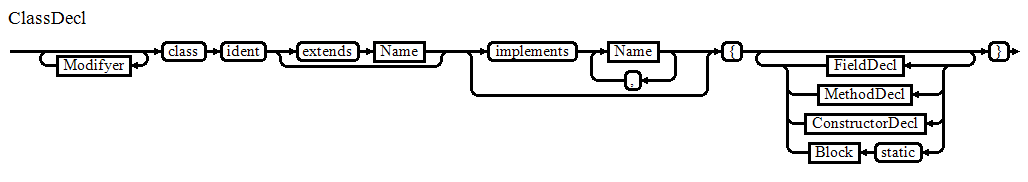 ClassDecl
class ident extends Name implements Name { FieldDecl }
Modifyer ,
MethodDecl
ConstructorDecl
Block static